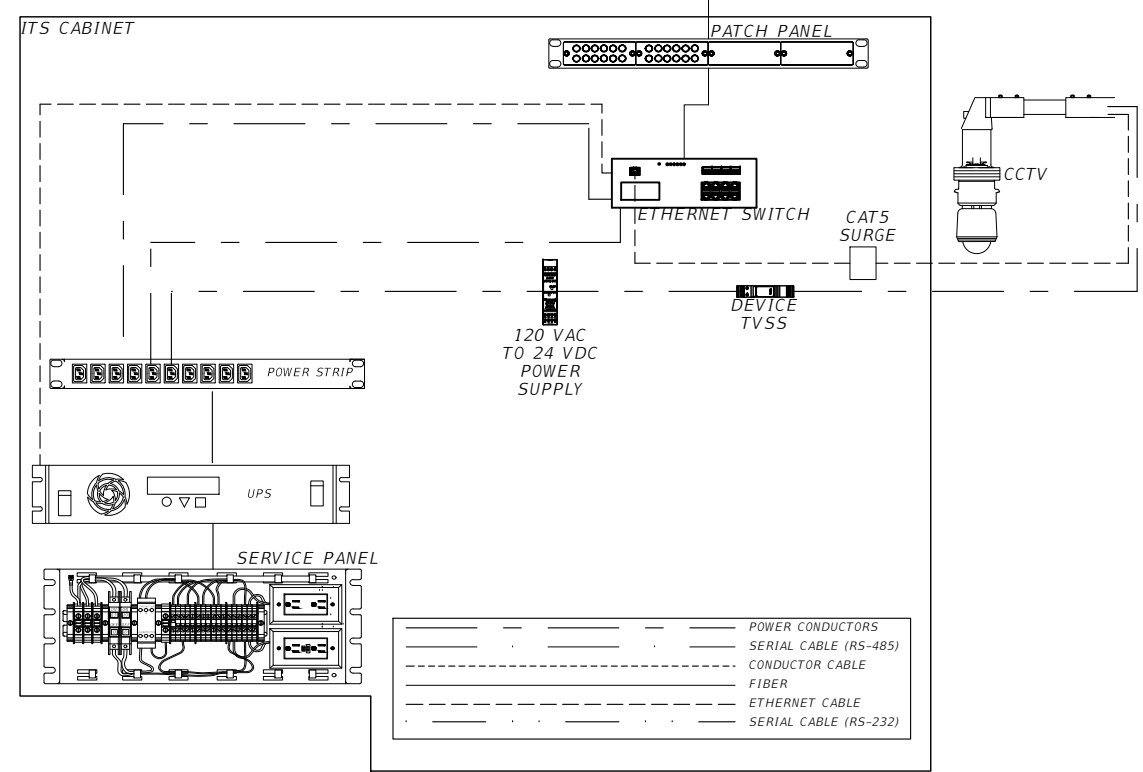 ITS CABINET
PATCH PANEL
CCTV
ETHERNET SWITCH
CAT5
SURGE
DEVICE
TVSS
120 VAC
TO 24 VDC
POWER
SUPPLY
POWER STRIP
UPS
SERVICE PANEL
POWER CONDUCTORS
SERIAL CABLE (RS-485)
CONDUCTOR CABLE
FIBER
ETHERNET CABLE
SERIAL CABLE (RS-232)